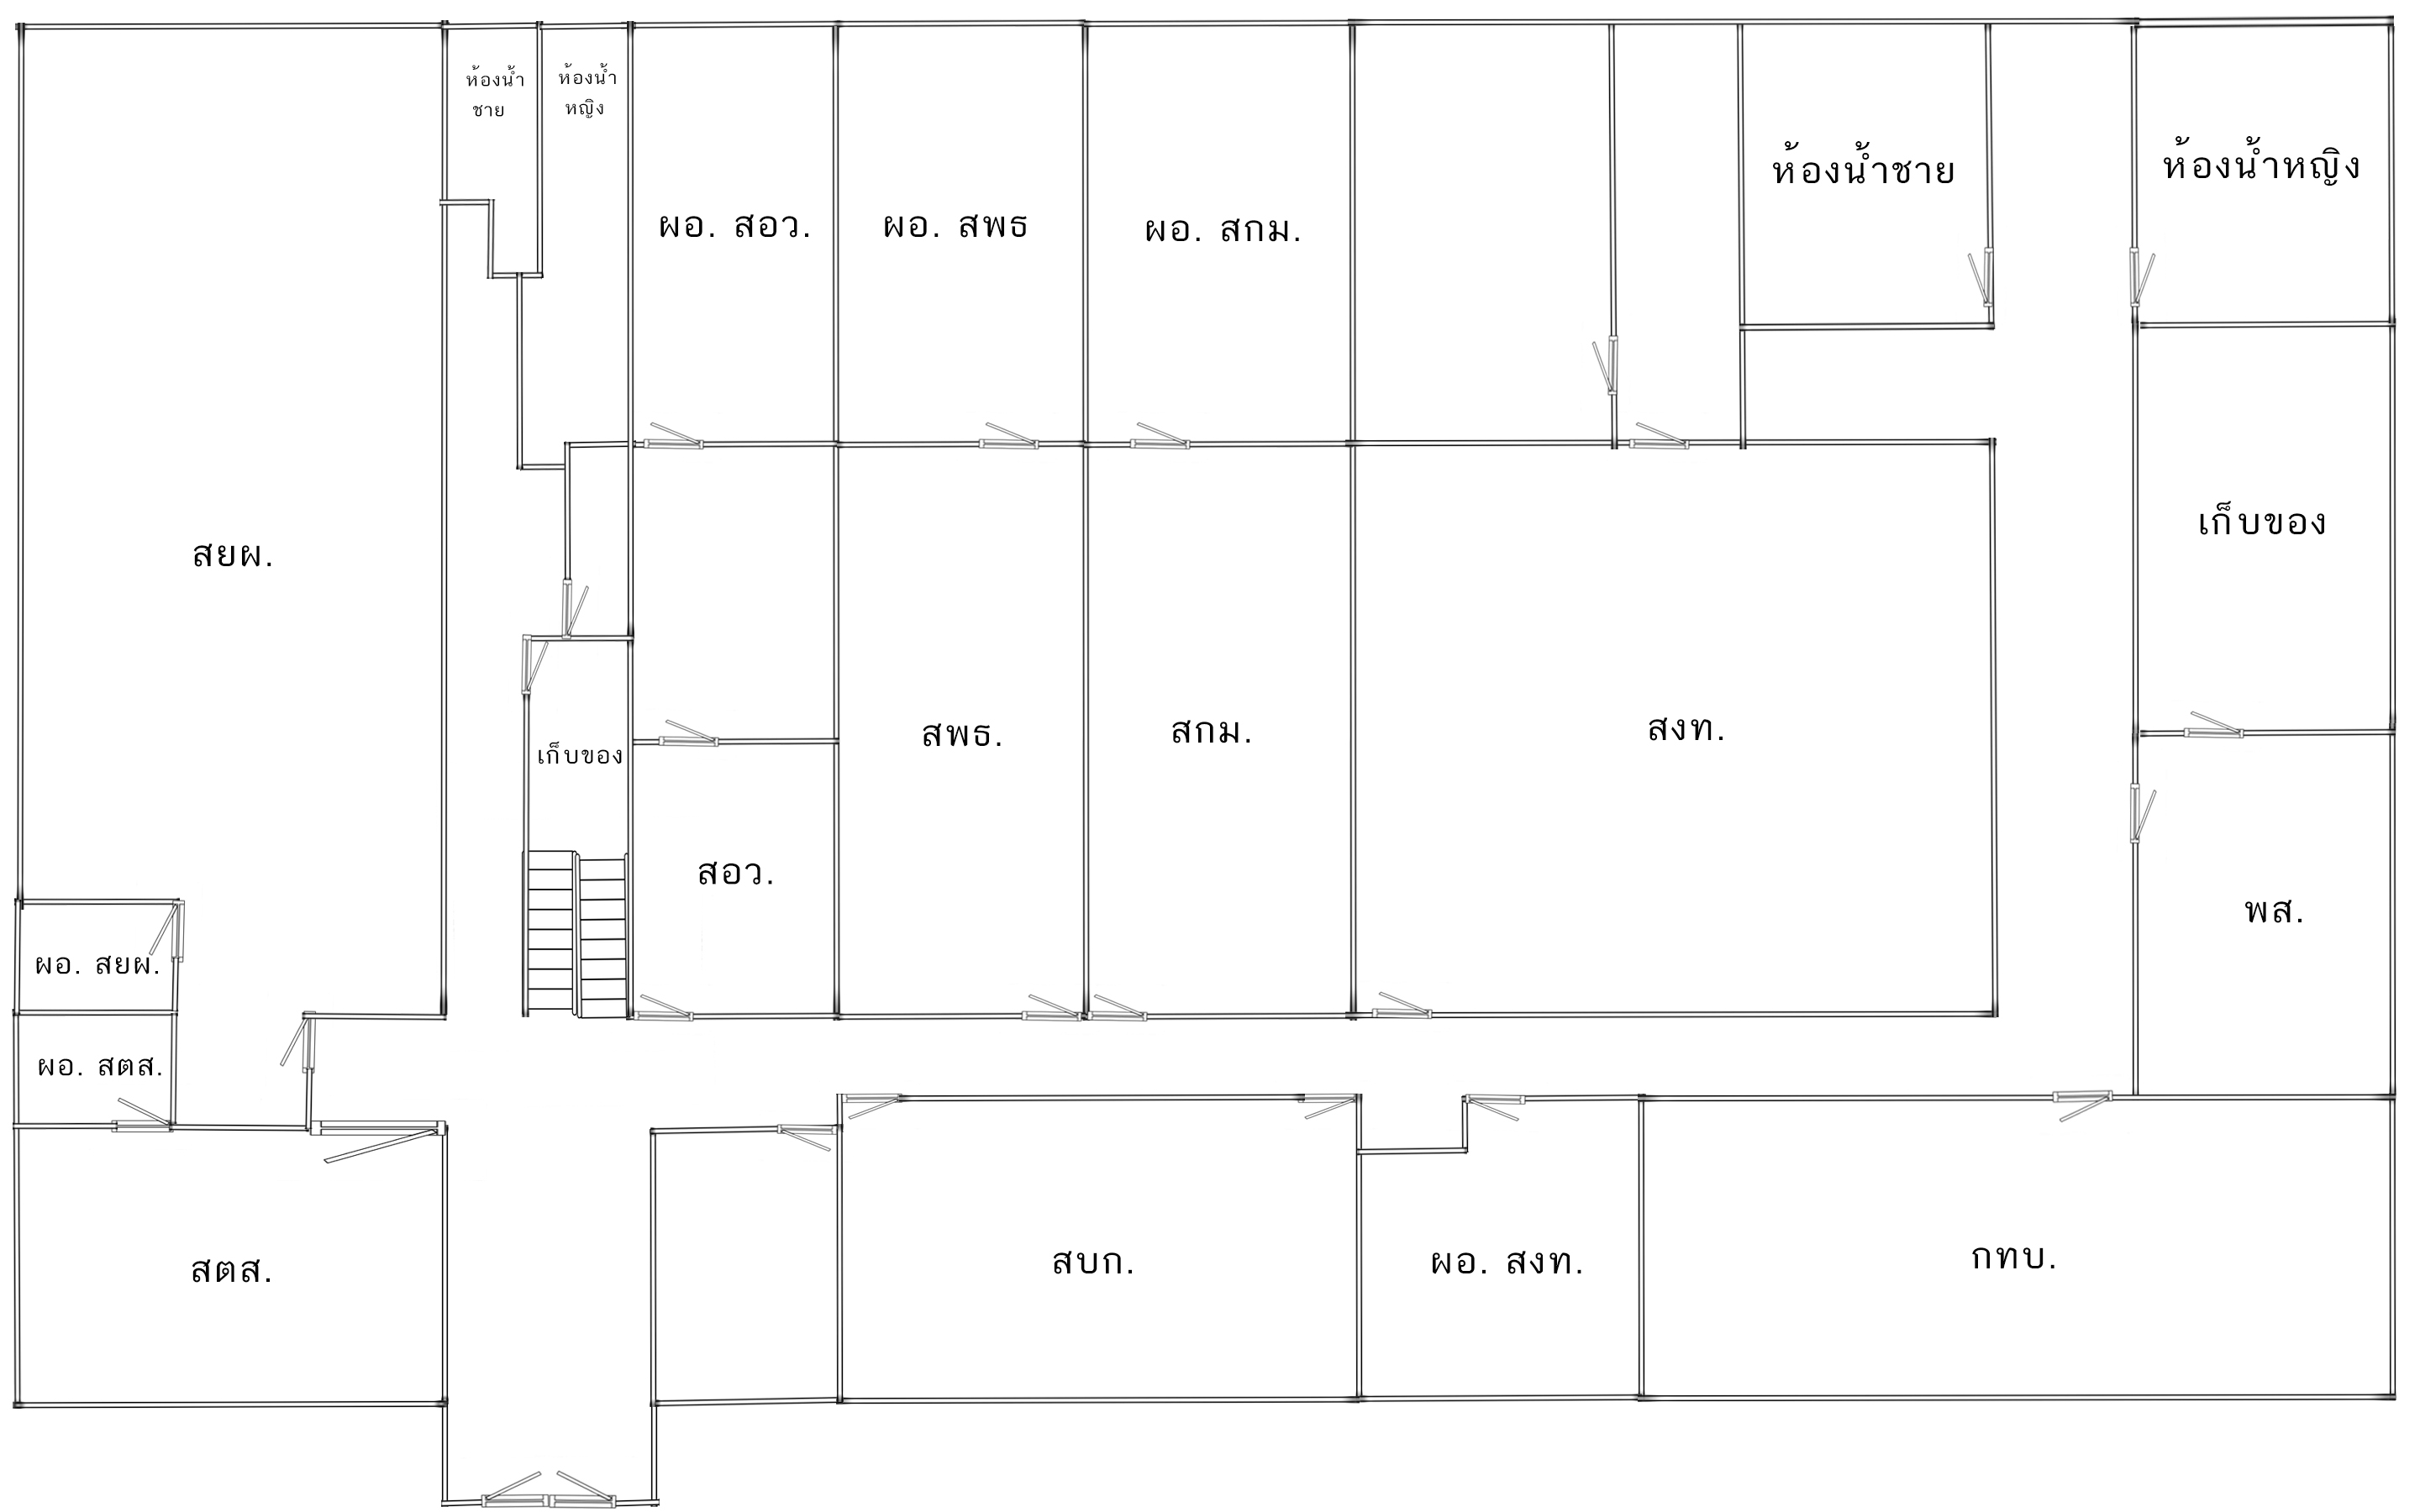 ห้องน้ำ
ชาย
ห้องน้ำ
หญิง
ผอ. สอว.
ผอ. สพธ
ผอ. สกม.
ห้องน้ำชาย
ห้องน้ำหญิง
สยผ.
เก็บของ
เก็บของ
สพธ.
สกม.
สงท.
สอว.
พส.
ผอ. สยผ.
ผอ. สตส.
สตส.
สบก.
ผอ. สงท.
กทบ.